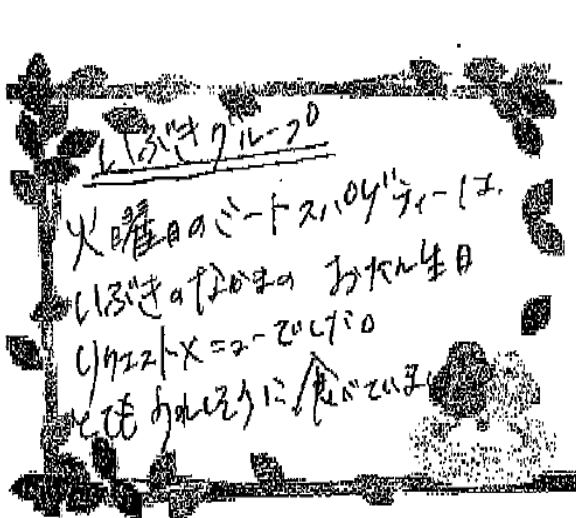 いぶきグループ
火曜日のミートスパゲティーは、
いぶきのなかまの お誕生日
リクエストメニューでした。
とてもうれしそうに食べていま